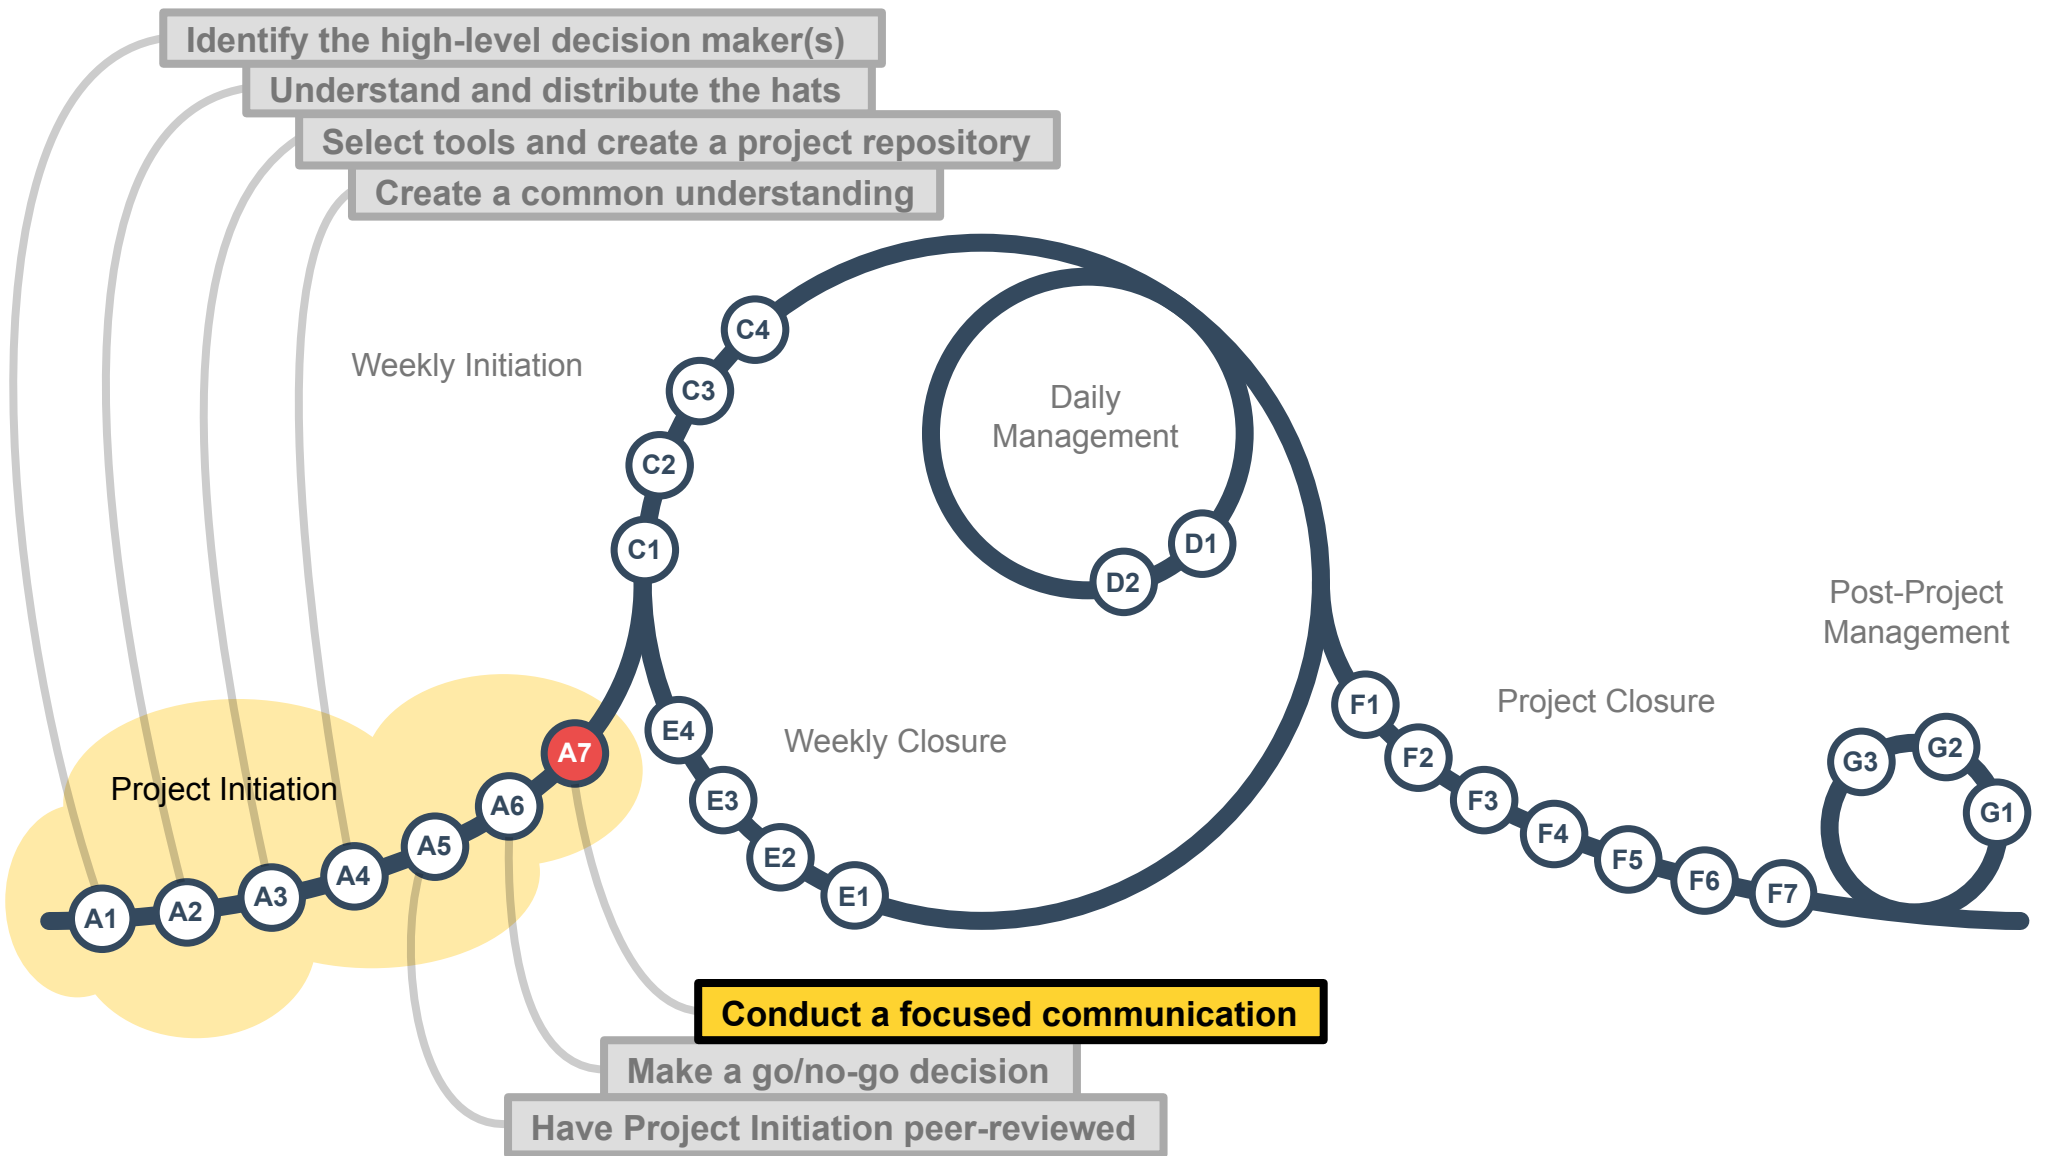 Identify the high-level decision maker(s)
Understand and distribute the hats
Select tools and create a project repository
Create a common understanding
Weekly Initiation
C4
C3
C2
C1
Daily
Management
D1
D2
Post-Project
Management
Project Initiation
A1
A2
A3
A4
A5
A6
A7
Weekly Closure
E4
E3
E2
E1
Project Closure
F1
F2
F3
F4
F5
F6
F7
G3
G2
G1
Conduct a focused communication
Make a go/no-go decision
Have Project Initiation peer-reviewed